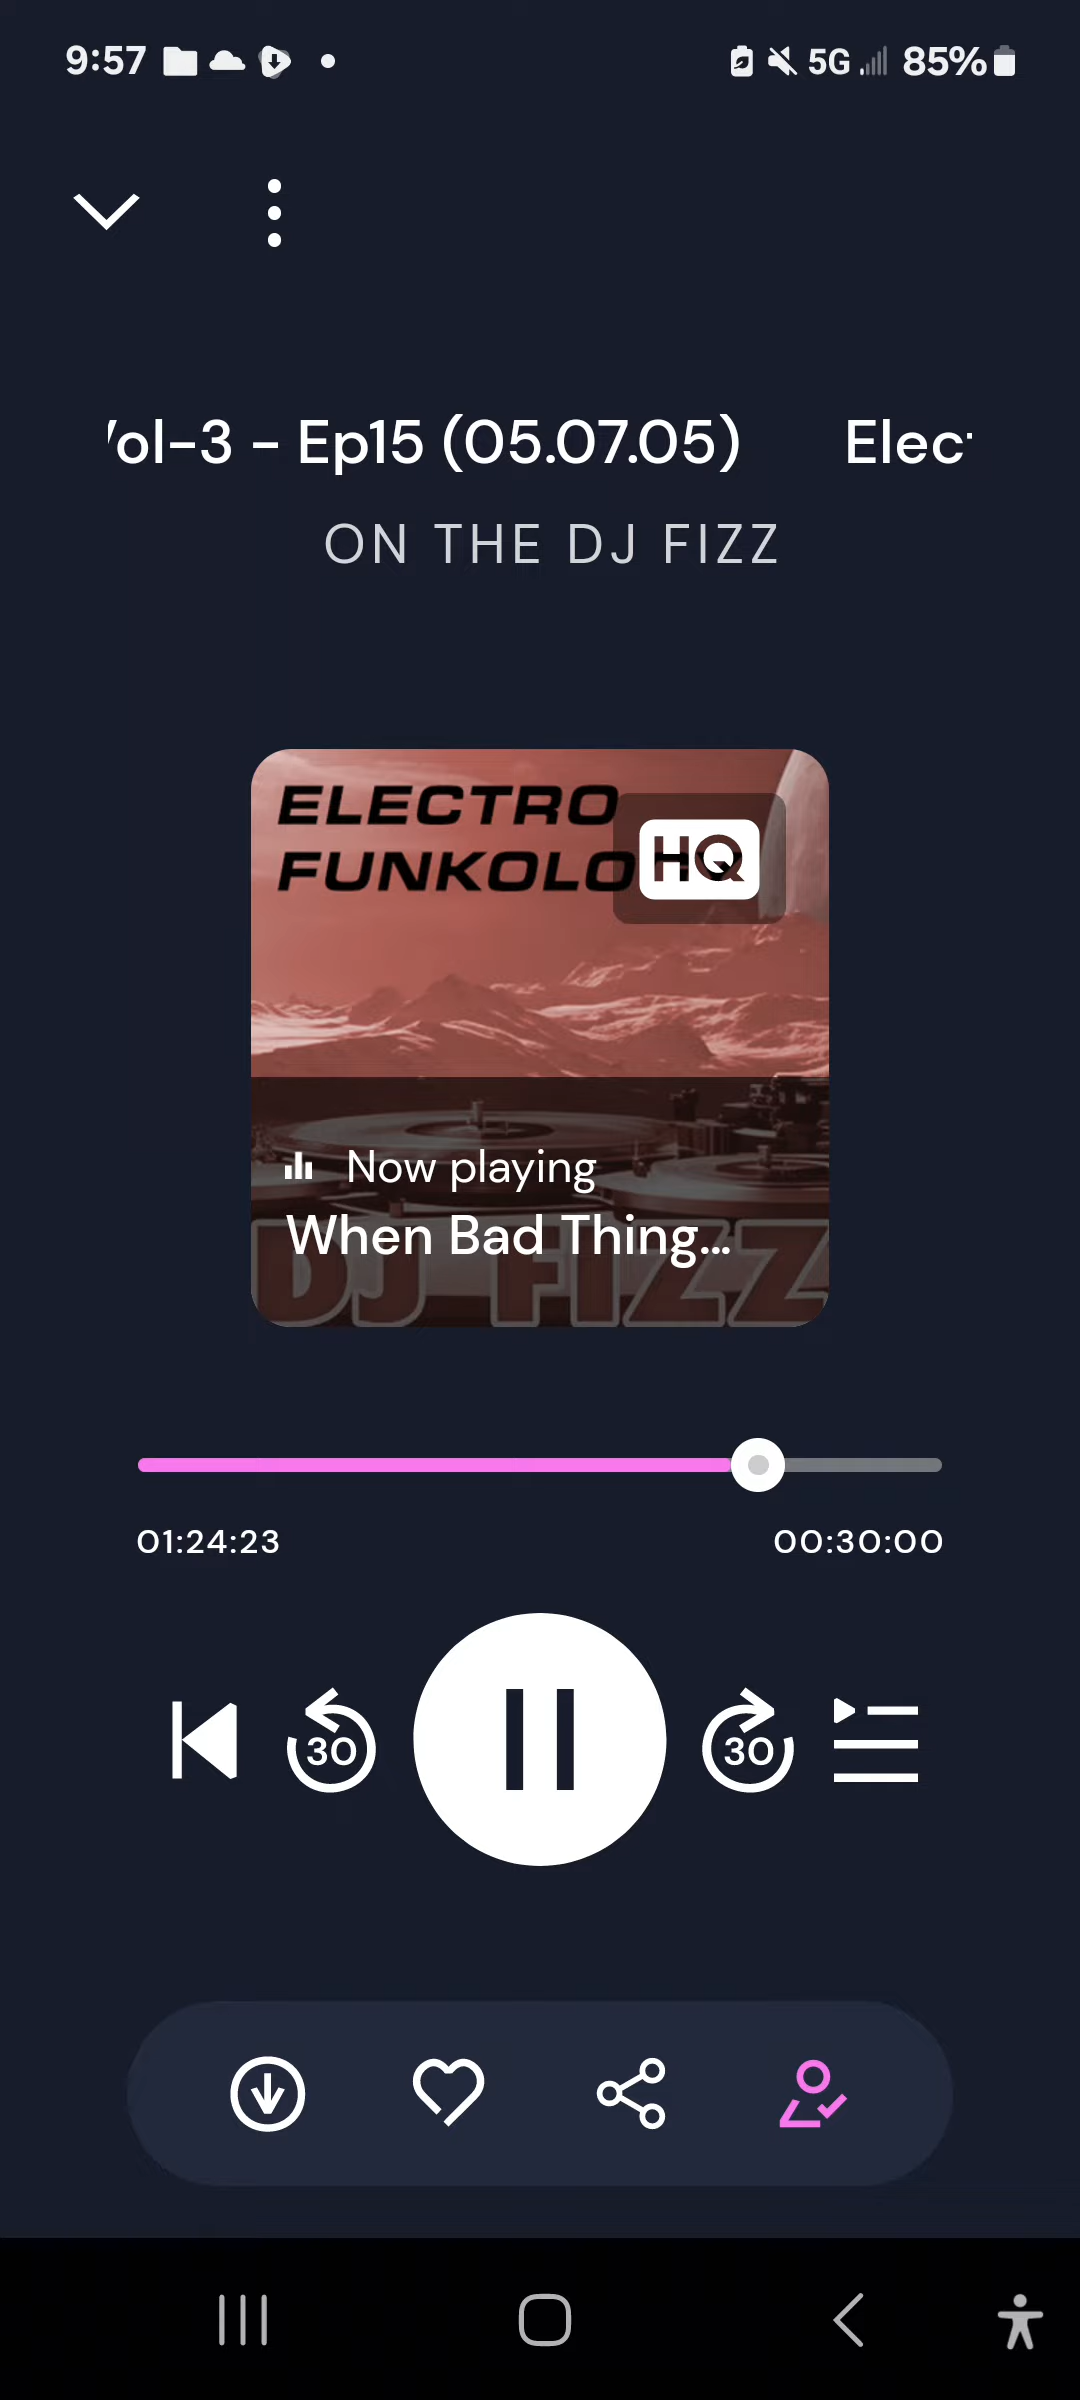 9:57 5G 85%
Vol-3 - Ep15 (05.07.05) Elec
ON THE DJ FIZZ
ELECTRO
FUNKOLO HQ
Now playing
When Bad Thing...
DJ FIZZ
01:24:23 00:30:00
30 30